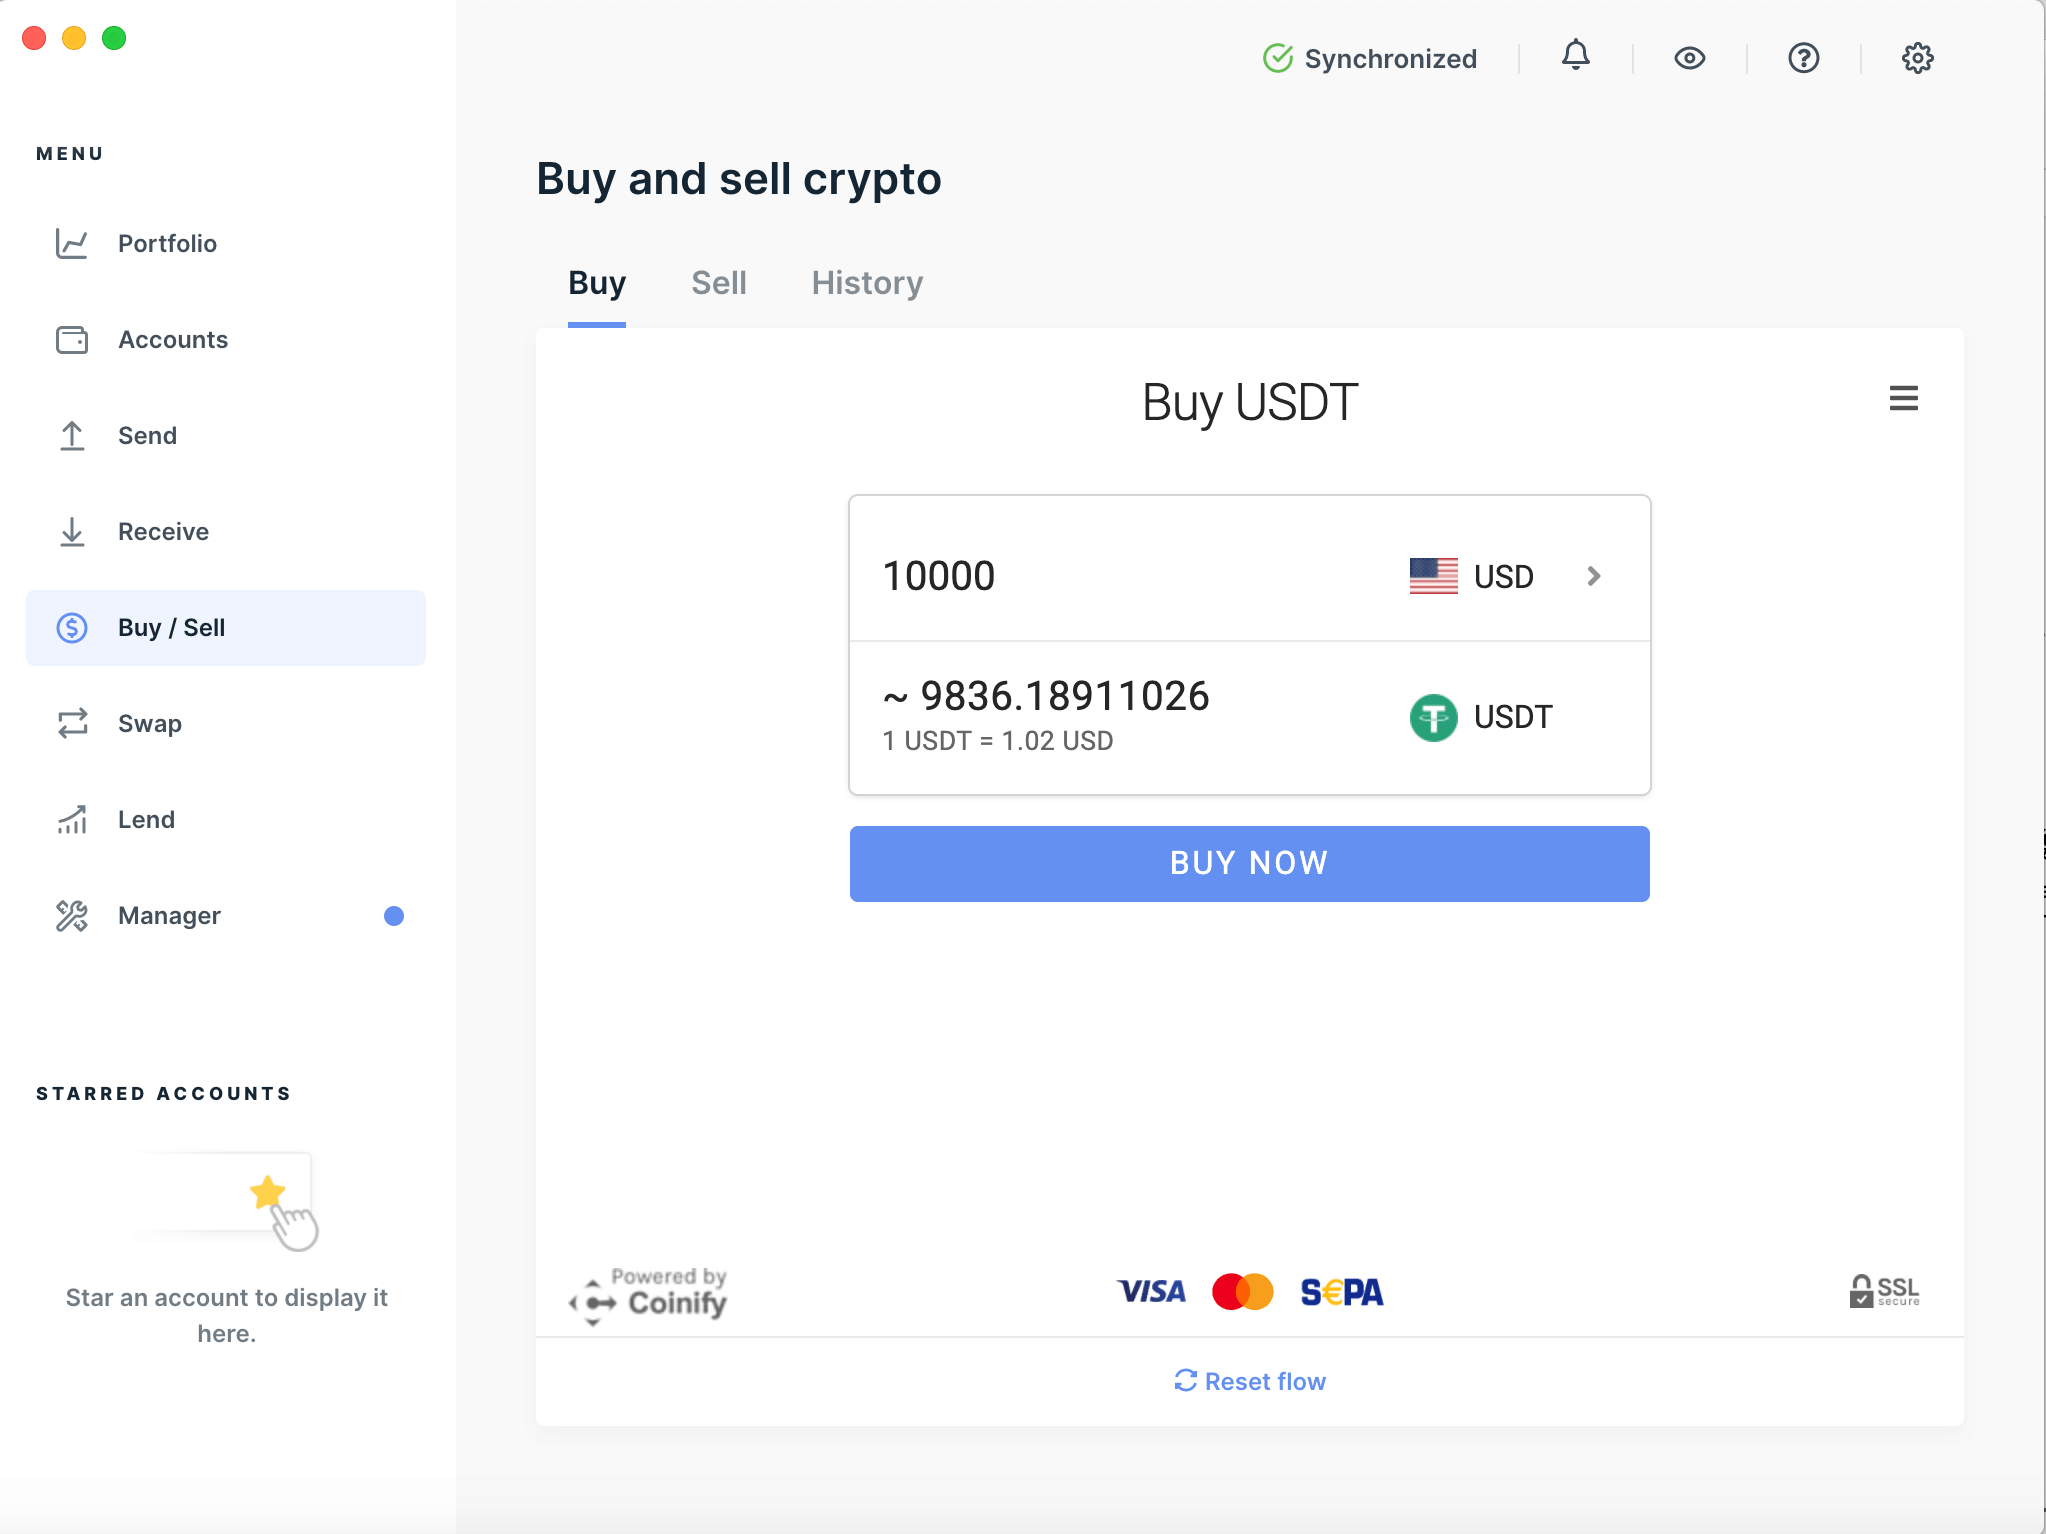 Synchronized
MENU
Portfolio
Accounts
Send
Receive
Buy / Sell
Swap
Lend
Manager
STARRED ACCOUNTS
Star an account to display it
here.
Buy and sell crypto
Buy Sell History
Buy USDT
10000 USD
~ 9836.18911026 USDT
1 USDT = 1.02 USD
BUY NOW
Powered by
Coinify
VISA S€PA
SSL
secure
Reset flow